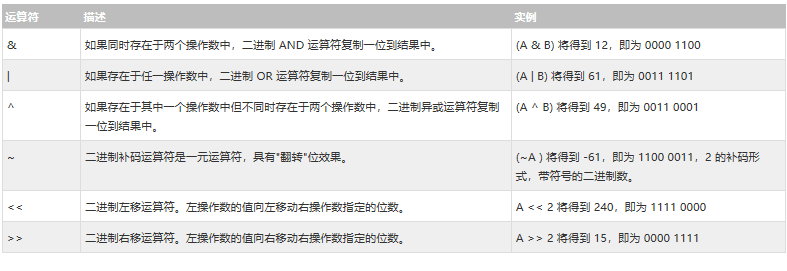 运算符 描述 实例
& 如果同时存在于两个操作数中，二进制 AND 运算符复制一位到结果中。 (A & B) 将得到 12，即为 0000 1100
| 如果存在于任一操作数中，二进制 OR 运算符复制一位到结果中。 (A | B) 将得到 61，即为 0011 1101
^ 如果存在于其中一个操作数中但不同时存在于两个操作数中，二进制异或运算符复制 (A ^ B) 将得到 49，即为 0011 0001
一位到结果中。
~ 二进制补码运算符是一元运算符，具有"翻转"位效果。 (~A ) 将得到 -61，即为 1100 0011，2 的补码形
式，带符号的二进制数。
<< 二进制左移运算符。左操作数的值向左移动右操作数指定的位数。 A << 2 将得到 240，即为 1111 0000
>> 二进制右移运算符。左操作数的值向右移动右操作数指定的位数。 A >> 2 将得到 15，即为 0000 1111